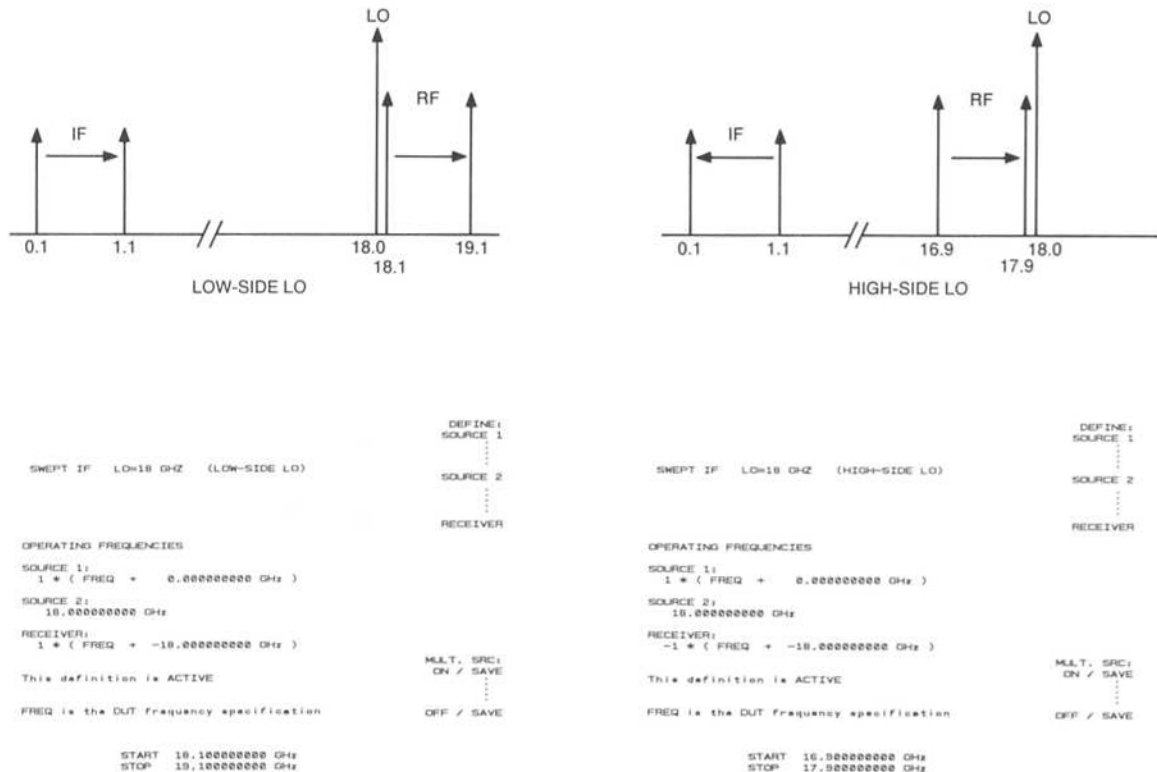 LO
RF
IF
0.1
1.1
18.0
19.1
18.1
LOW-SIDE LO
LO
RF
IF
0.1
1.1
16.9
18.0
17.9
HIGH-SIDE LO
DEFINE:
SOURCE 1
SWEPT IF LO=18 GHZ (LOW-SIDE LO)
SOURCE 2
RECEIVER
OPERATING FREQUENCIES
SOURCE 1:
1 * ( FREQ + 0.000000000 GHz )
SOURCE 2:
18.000000000 GHz
RECEIVER:
1 * ( FREQ + -18.000000000 GHz )
MULT. SRC:
ON / SAVE
This definition is ACTIVE
FREQ is the DUT frequency specification
OFF / SAVE
START 18.100000000 GHz
STOP 19.100000000 GHz
DEFINE:
SOURCE 1
SWEPT IF LO=18 GHZ (HIGH-SIDE LO)
SOURCE 2
RECEIVER
OPERATING FREQUENCIES
SOURCE 1:
1 * ( FREQ + 0.000000000 GHz )
SOURCE 2:
18.000000000 GHz
RECEIVER:
-1 * ( FREQ + -18.000000000 GHz )
MULT. SRC:
ON / SAVE
This definition is ACTIVE
FREQ is the DUT frequency specification
OFF / SAVE
START 16.900000000 GHz
STOP 17.900000000 GHz